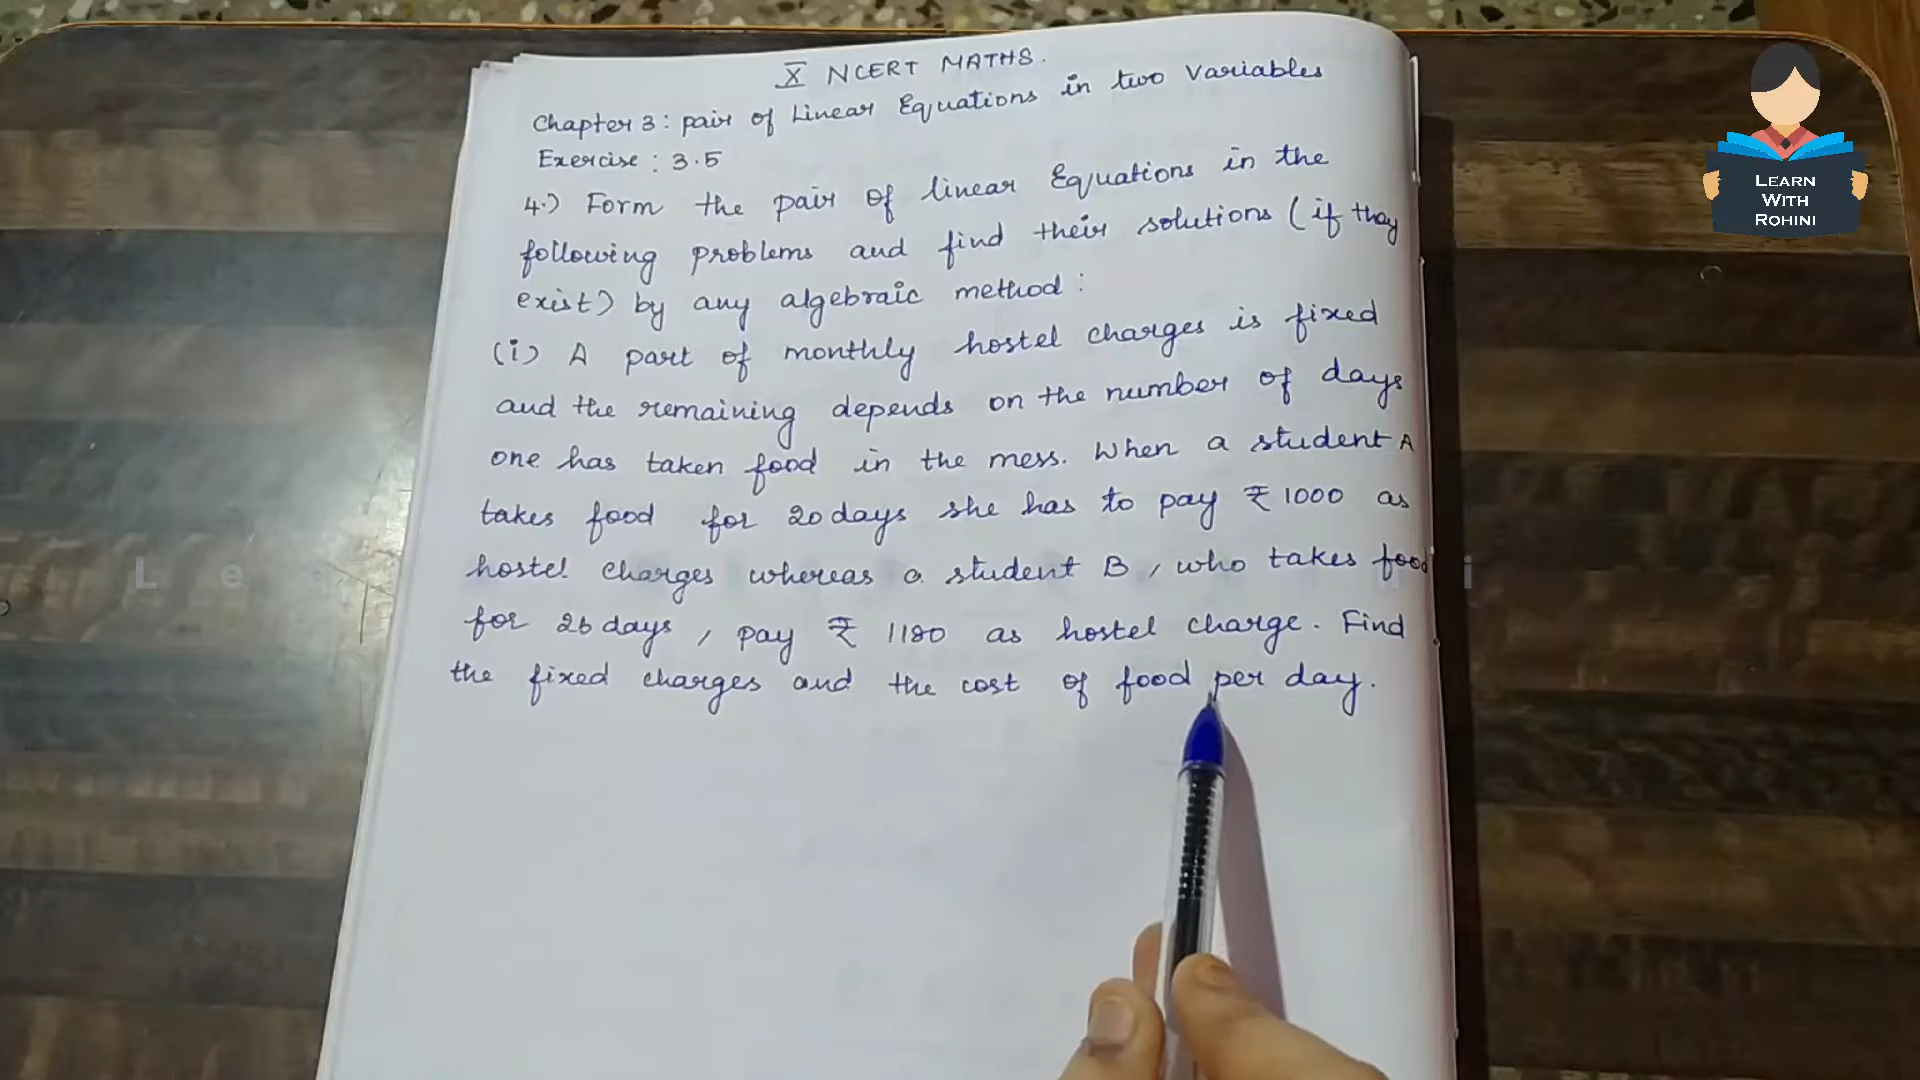 X NCERT MATHS.
Chapter 3: pair of Linear Equations in two Variables
Exercise : 3.5
4.) Form the pair of linear Equations in the
following problems and find their solutions (if they
exist) by any algebraic method :
(i) A part of monthly hostel charges is fixed
and the remaining depends on the number of days
one has taken food in the mess. When a student A
takes food for 20 days she has to pay ₹ 1000 as
hostel charges whereas a student B, who takes food
for 26 days, pay ₹ 1180 as hostel charge. Find
the fixed charges and the cost of food per day.
LEARN
WITH
ROHINI